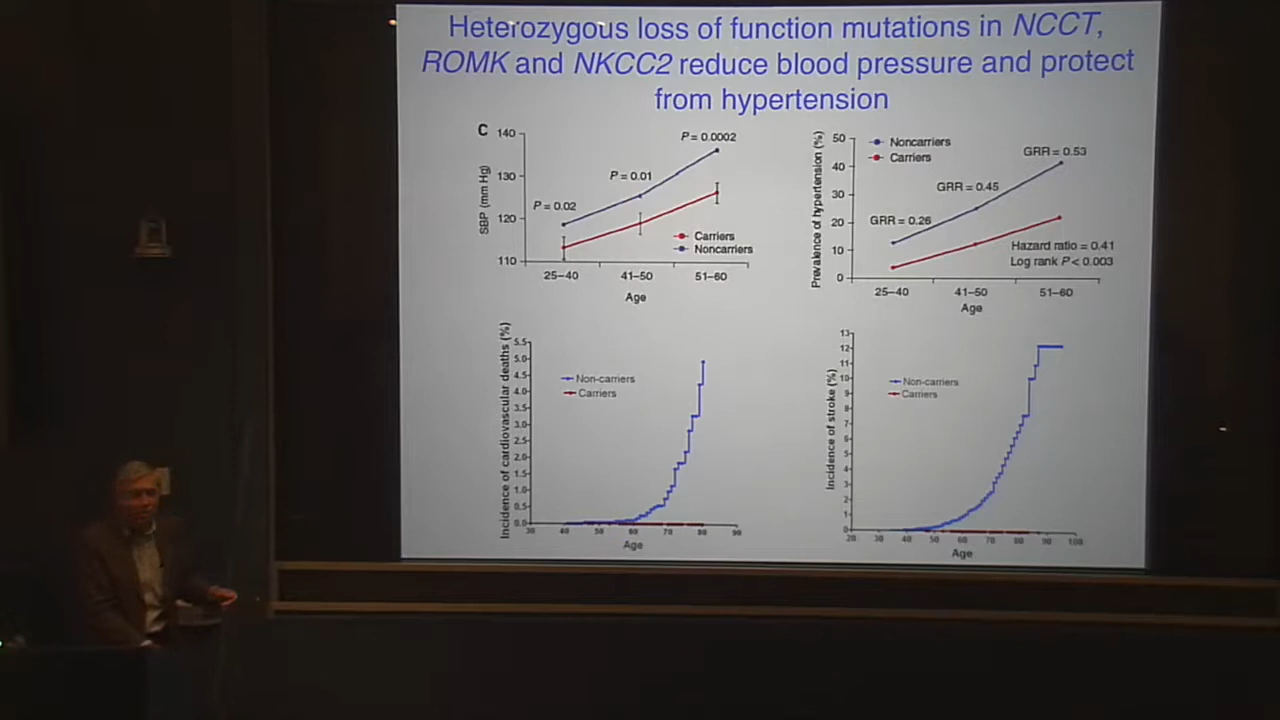 Heterozygous loss of function mutations in NCCT,
ROMK and NKCC2 reduce blood pressure and protect
from hypertension
C
SBP (mm Hg)
140
130
120
110
P = 0.02
P = 0.01
P = 0.0002
Carriers
Noncarriers
25–40
41–50
51–60
Age
Prevalence of hypertension (%)
50
40
30
20
10
0
Noncarriers
Carriers
GRR = 0.26
GRR = 0.45
GRR = 0.53
Hazard ratio = 0.41
Log rank P < 0.003
25–40
41–50
51–60
Age
Incidence of cardiovascular deaths (%)
5.5
5.0
4.5
4.0
3.5
3.0
2.5
2.0
1.5
1.0
0.5
0.0
Non-carriers
Carriers
30 40 50 60 70 80 90
Age
Incidence of stroke (%)
13
12
11
10
9
8
7
6
5
4
3
2
1
0
Non-carriers
Carriers
20 30 40 50 60 70 80 90 100
Age